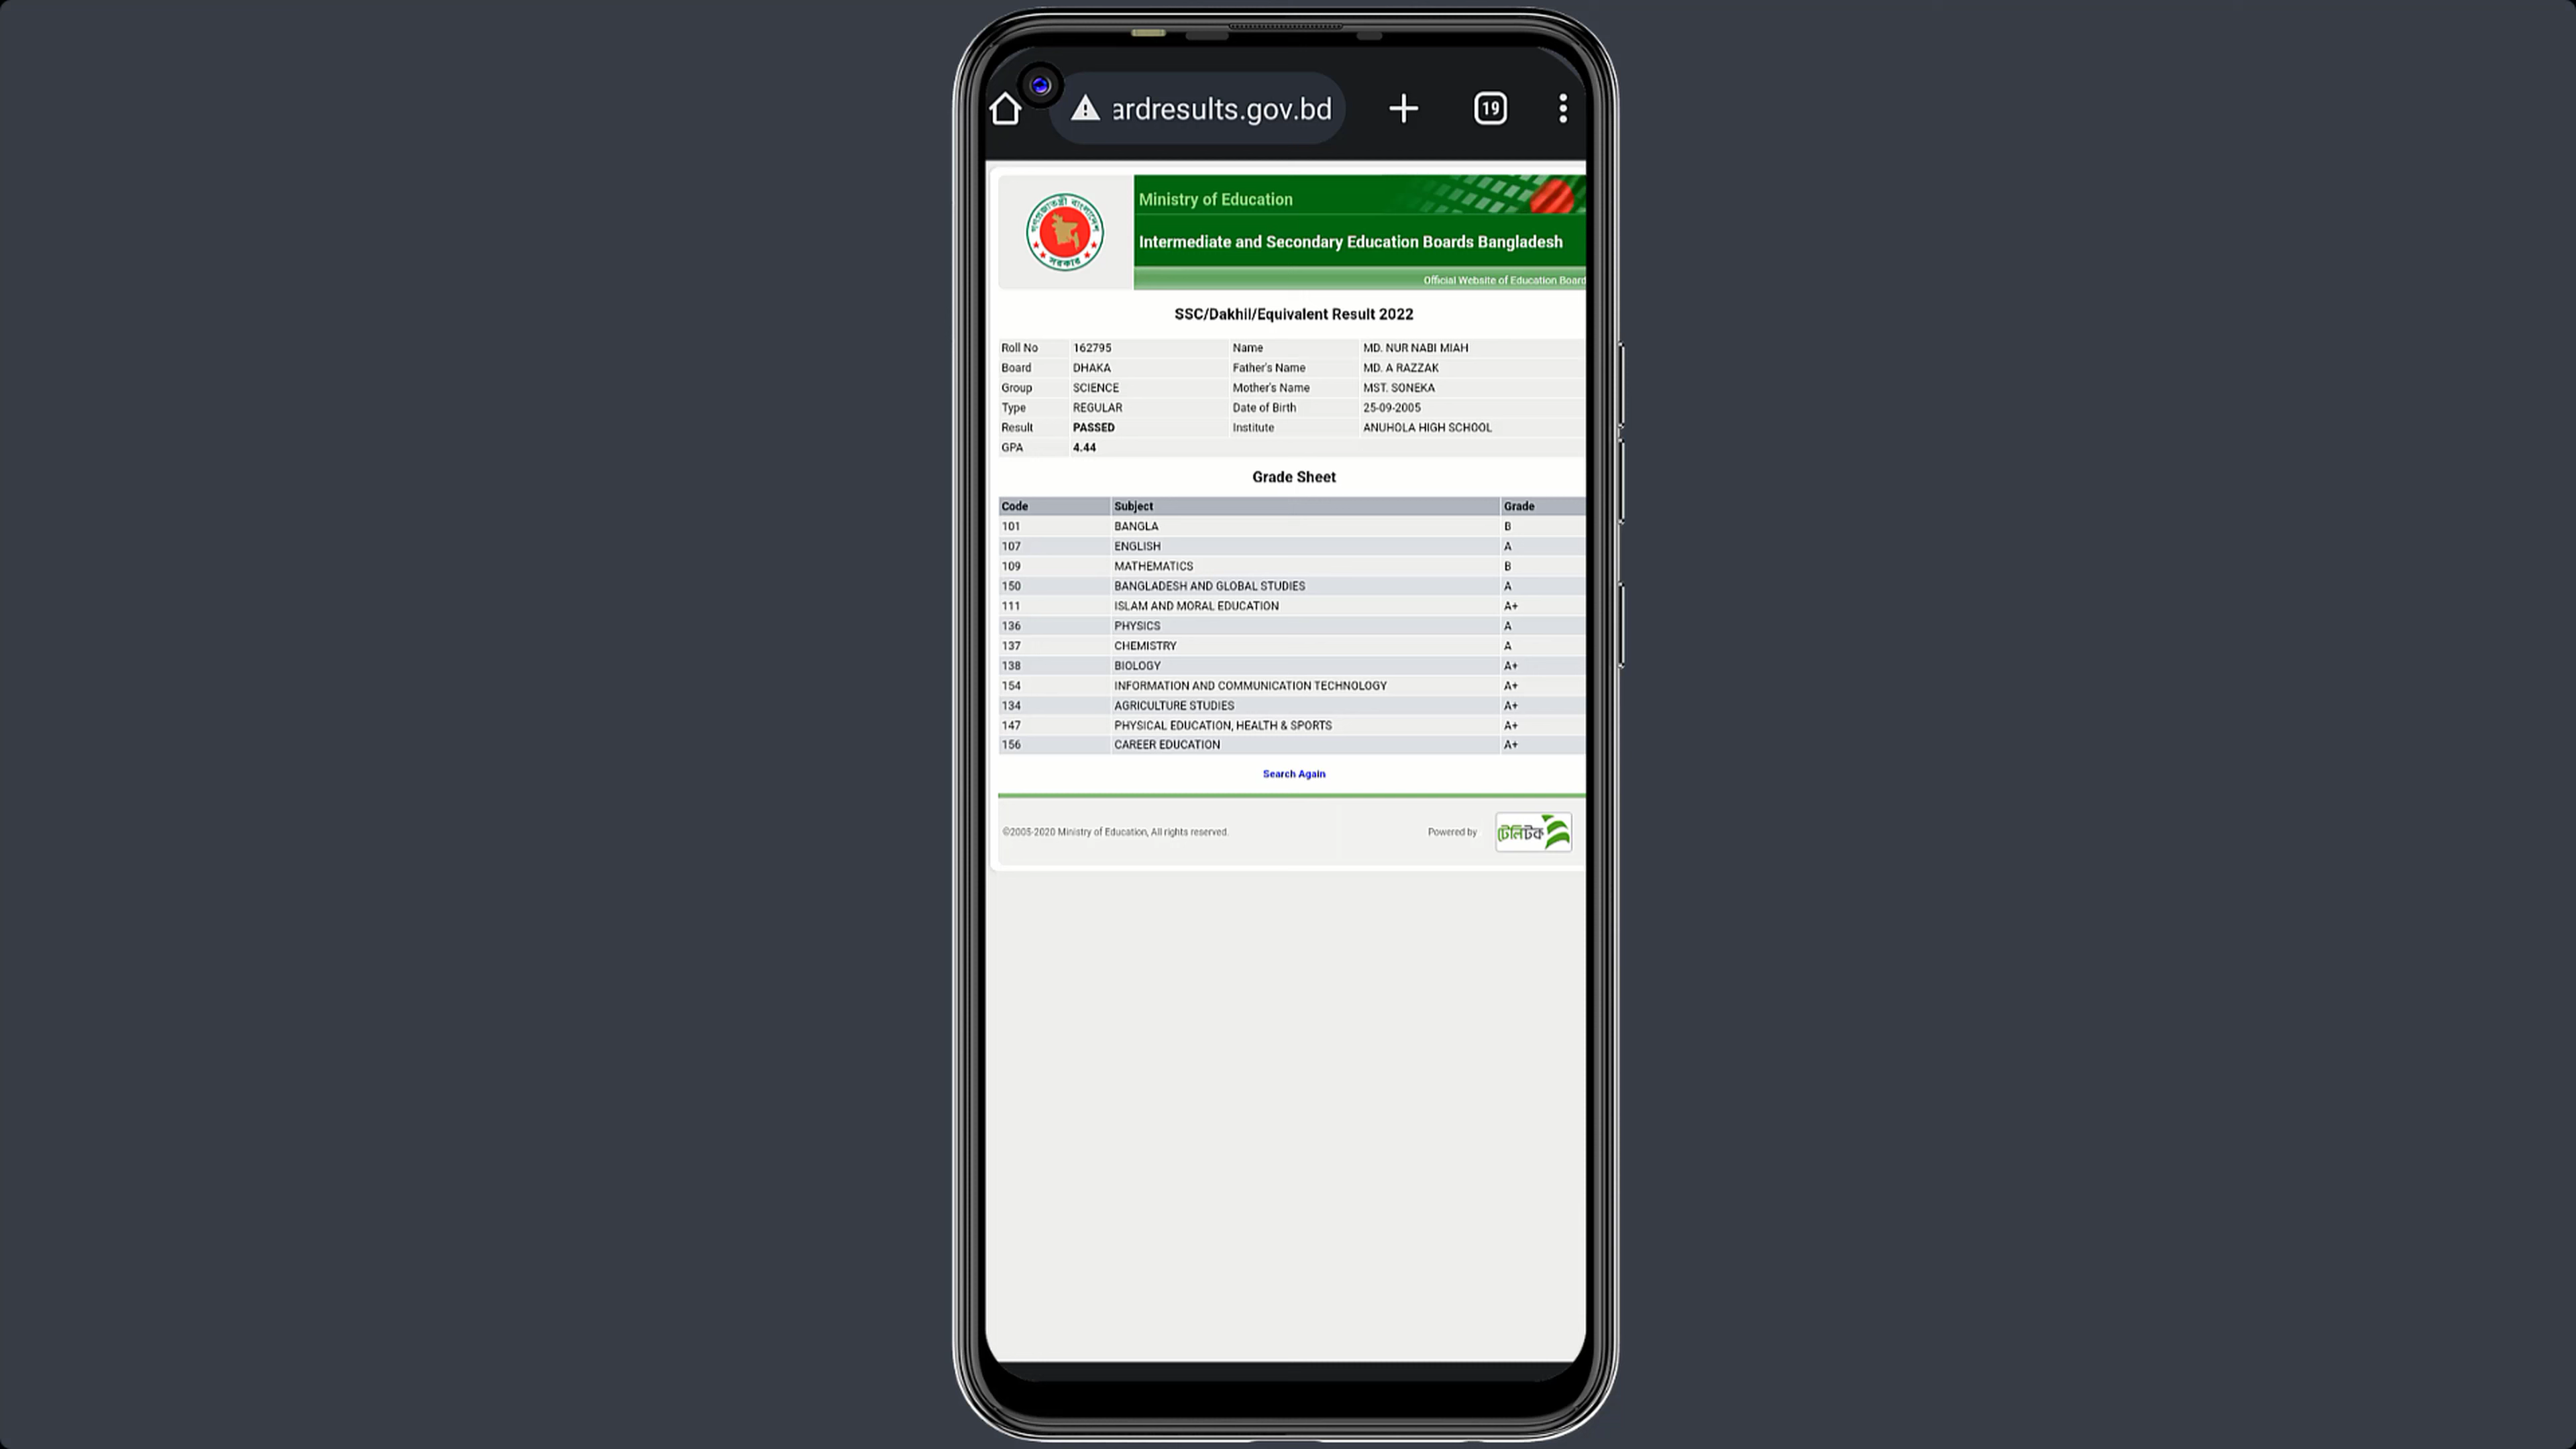 ardresults.gov.bd
19
গণপ্রজাতন্ত্রী বাংলাদেশ
সরকার
Ministry of Education
Intermediate and Secondary Education Boards Bangladesh
Official Website of Education Board
SSC/Dakhil/Equivalent Result 2022
Roll No 162795 Name MD. NUR NABI MIAH
Board DHAKA Father's Name MD. A RAZZAK
Group SCIENCE Mother's Name MST. SONEKA
Type REGULAR Date of Birth 25-09-2005
Result PASSED Institute ANUHOLA HIGH SCHOOL
GPA 4.44
Grade Sheet
Code Subject Grade
101 BANGLA B
107 ENGLISH A
109 MATHEMATICS B
150 BANGLADESH AND GLOBAL STUDIES A
111 ISLAM AND MORAL EDUCATION A+
136 PHYSICS A
137 CHEMISTRY A
138 BIOLOGY A+
154 INFORMATION AND COMMUNICATION TECHNOLOGY A+
134 AGRICULTURE STUDIES A+
147 PHYSICAL EDUCATION, HEALTH & SPORTS A+
156 CAREER EDUCATION A+
Search Again
©2005-2020 Ministry of Education, All rights reserved. Powered by টেলিটক